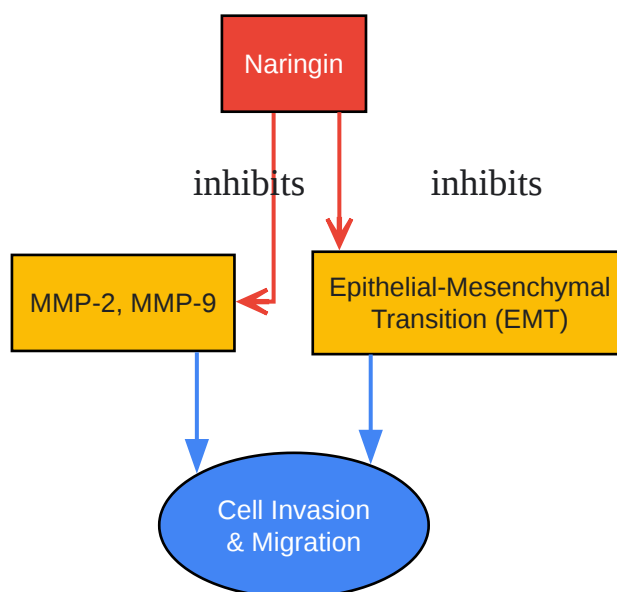 Naringin
inhibits
inhibits
MMP-2, MMP-9
Epithelial-Mesenchymal
Transition (EMT)
Cell Invasion
& Migration